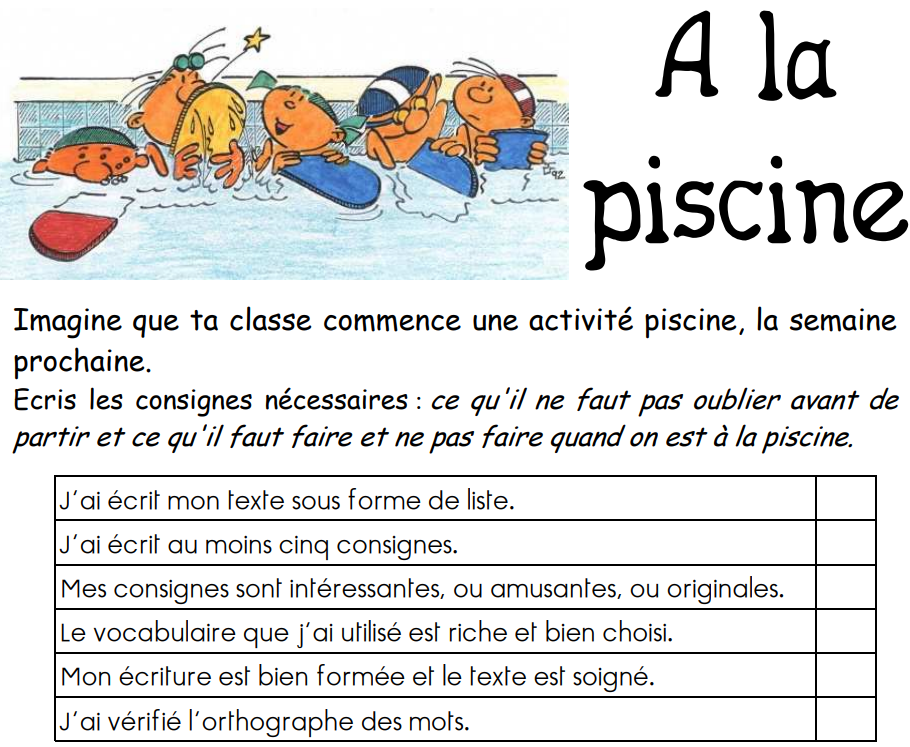 A la
piscine
Imagine que ta classe commence une activité piscine, la semaine
prochaine.
Ecris les consignes nécessaires : ce qu'il ne faut pas oublier avant de
partir et ce qu'il faut faire et ne pas faire quand on est à la piscine.
J'ai écrit mon texte sous forme de liste.
J'ai écrit au moins cinq consignes.
Mes consignes sont intéressantes, ou amusantes, ou originales.
Le vocabulaire que j'ai utilisé est riche et bien choisi.
Mon écriture est bien formée et le texte est soigné.
J'ai vérifié l'orthographe des mots.